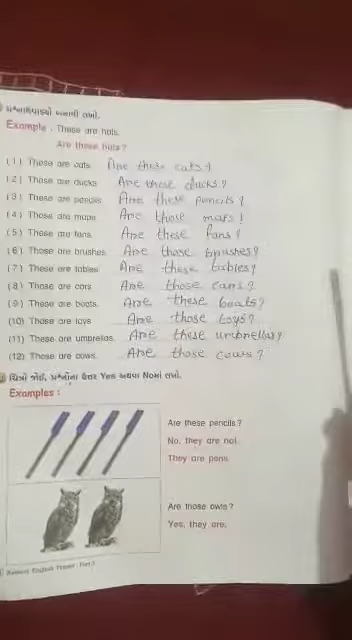 પ્રશ્નાર્થવાક્યો બનાવી લખો.
Example : These are hats.
Are these hats?
(1) These are cats. Are these cats?
(2) These are ducks. Are these ducks?
(3) These are pencils. Are these pencils?
(4) Those are maps. Are those maps?
(5) These are fans. Are these fans?
(6) Those are brushes. Are those brushes?
(7) These are tables. Are these tables?
(8) Those are cars. Are those cars?
(9) These are boats. Are these boats?
(10) Those are toys. Are those toys?
(11) These are umbrellas. Are these umbrellas?
(12) Those are cows. Are those cows?
ચિત્રો જોઈ, પ્રશ્નોના ઉત્તર Yes અથવા Noમાં લખો.
Examples :
Are these pencils?
No, they are not.
They are pens.
Are those owls?
Yes, they are.
English